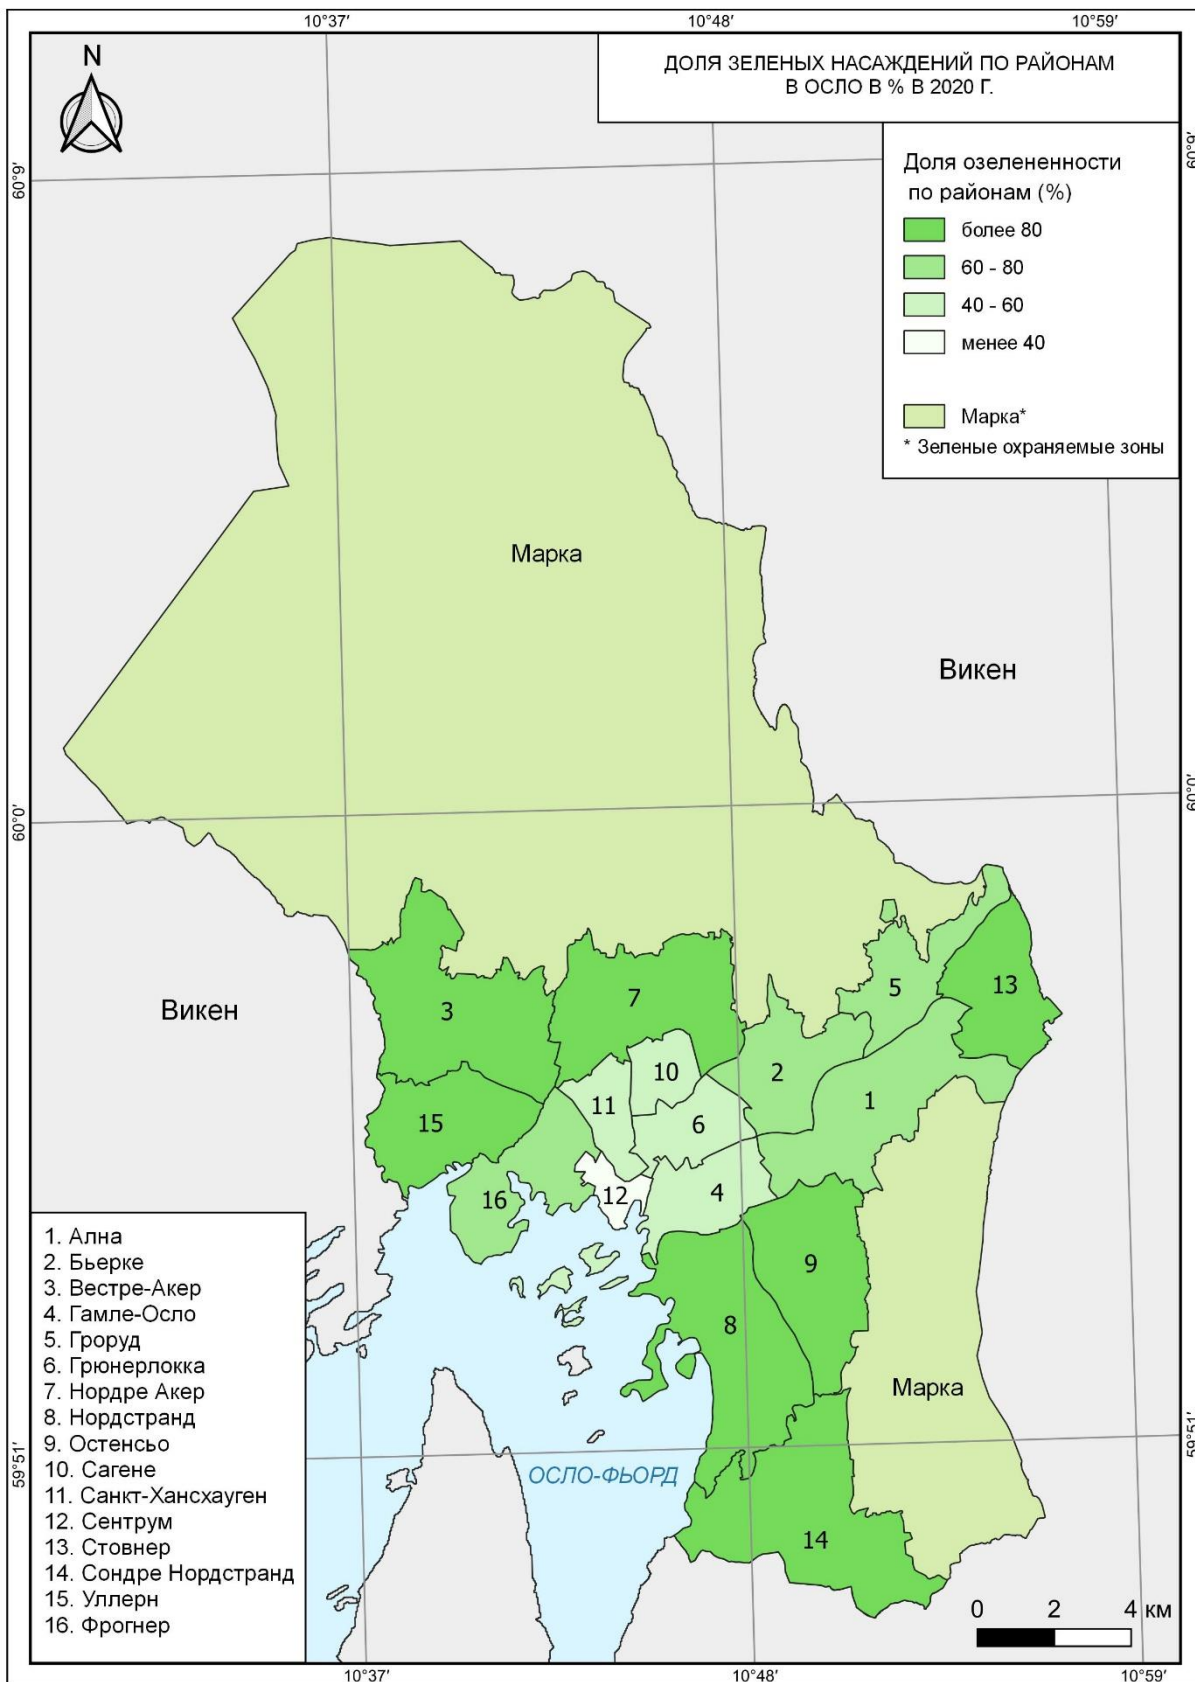 10°37′
10°48′
10°59′
N
ДОЛЯ ЗЕЛЕНЫХ НАСАЖДЕНИЙ ПО РАЙОНАМ
В ОСЛО В % В 2020 Г.
60°9′
60°9′
Доля озелененности
по районам (%)
более 80
60 - 80
40 - 60
менее 40
Марка*
* Зеленые охраняемые зоны
Марка
Викен
60°0′
60°0′
Викен
3
7
5
13
10
2
11
6
1
15
16
12
4
9
8
Марка
14
59°51′
59°51′
ОСЛО-ФЬОРД
1. Ална
2. Бьерке
3. Вестре-Акер
4. Гамле-Осло
5. Гроруд
6. Грюнерлокка
7. Нордре Акер
8. Нордстранд
9. Остенсьо
10. Сагене
11. Санкт-Хансхауген
12. Сентрум
13. Стовнер
14. Сондре Нордстранд
15. Уллерн
16. Фрогнер
0 2 4 км
10°37′
10°48′
10°59′